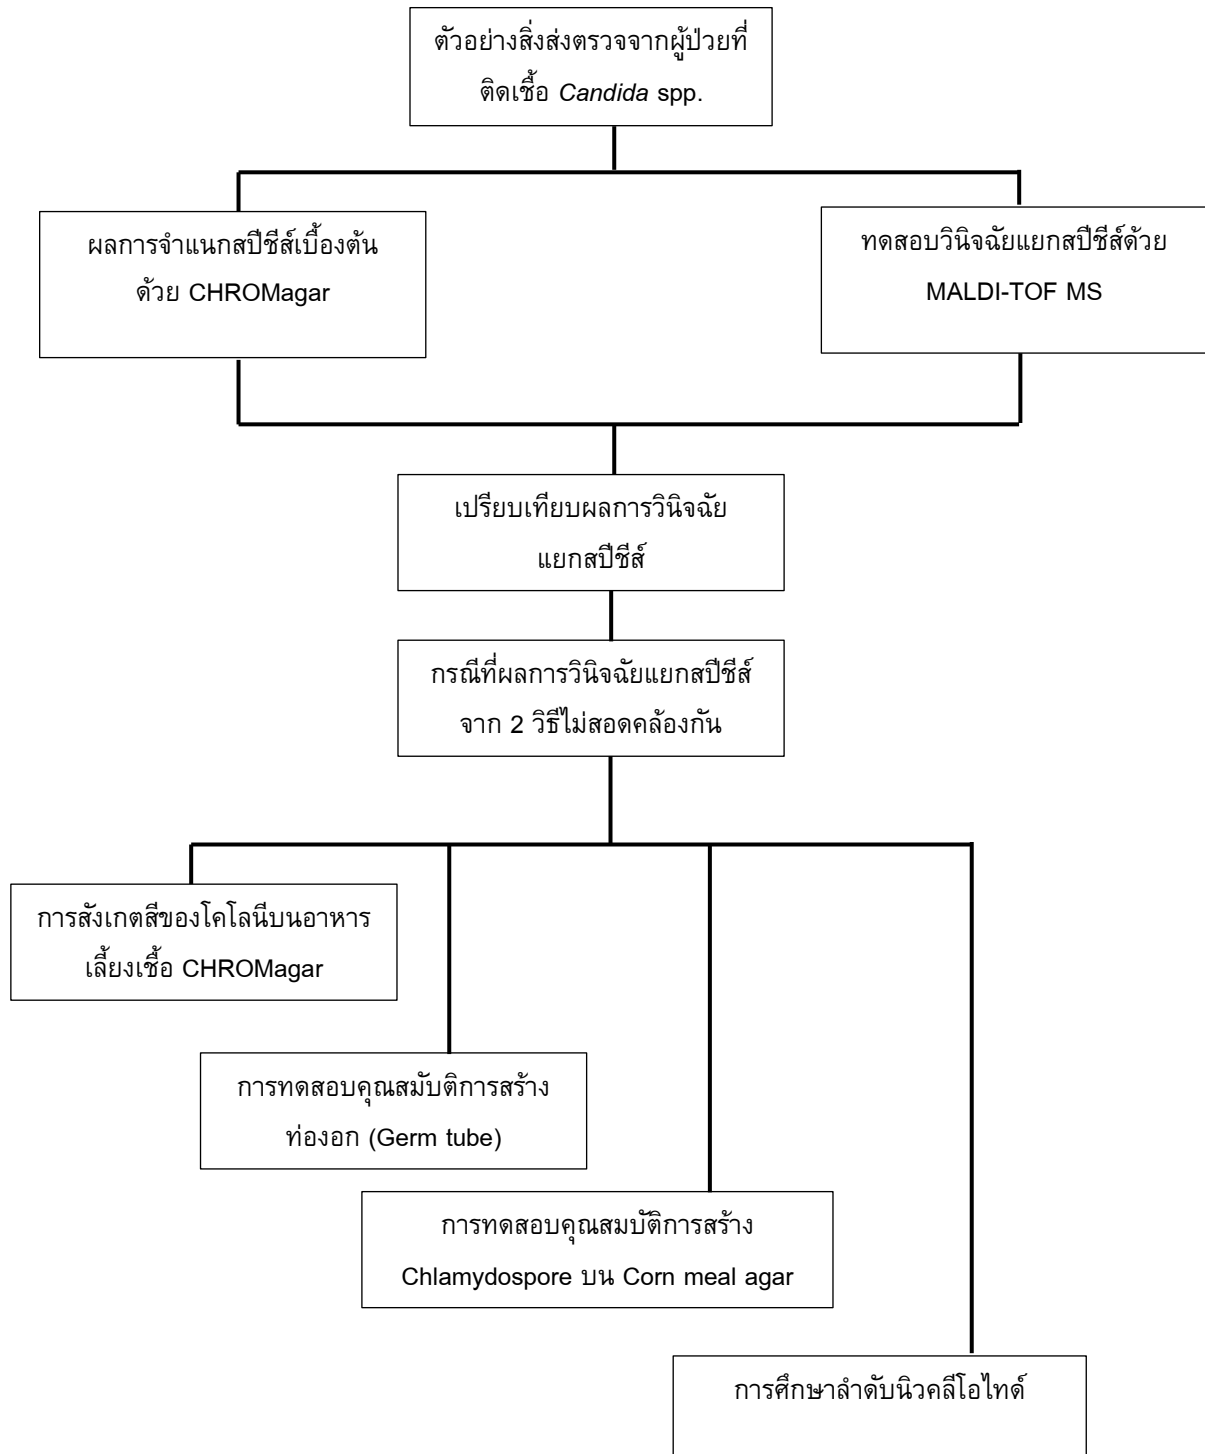 ตัวอย่างสิ่งส่งตรวจจากผู้ป่วยที่
ติดเชื้อ Candida spp.
ผลการจำแนกสปีชีส์เบื้องต้น
ด้วย CHROMagar
ทดสอบวินิจฉัยแยกสปีชีส์ด้วย
MALDI-TOF MS
เปรียบเทียบผลการวินิจฉัย
แยกสปีชีส์
กรณีที่ผลการวินิจฉัยแยกสปีชีส์
จาก 2 วิธีไม่สอดคล้องกัน
การสังเกตสีของโคโลนีบนอาหาร
เลี้ยงเชื้อ CHROMagar
การทดสอบคุณสมับติการสร้าง
ท่องอก (Germ tube)
การทดสอบคุณสมบัติการสร้าง
Chlamydospore บน Corn meal agar
การศึกษาลำดับนิวคลีโอไทด์